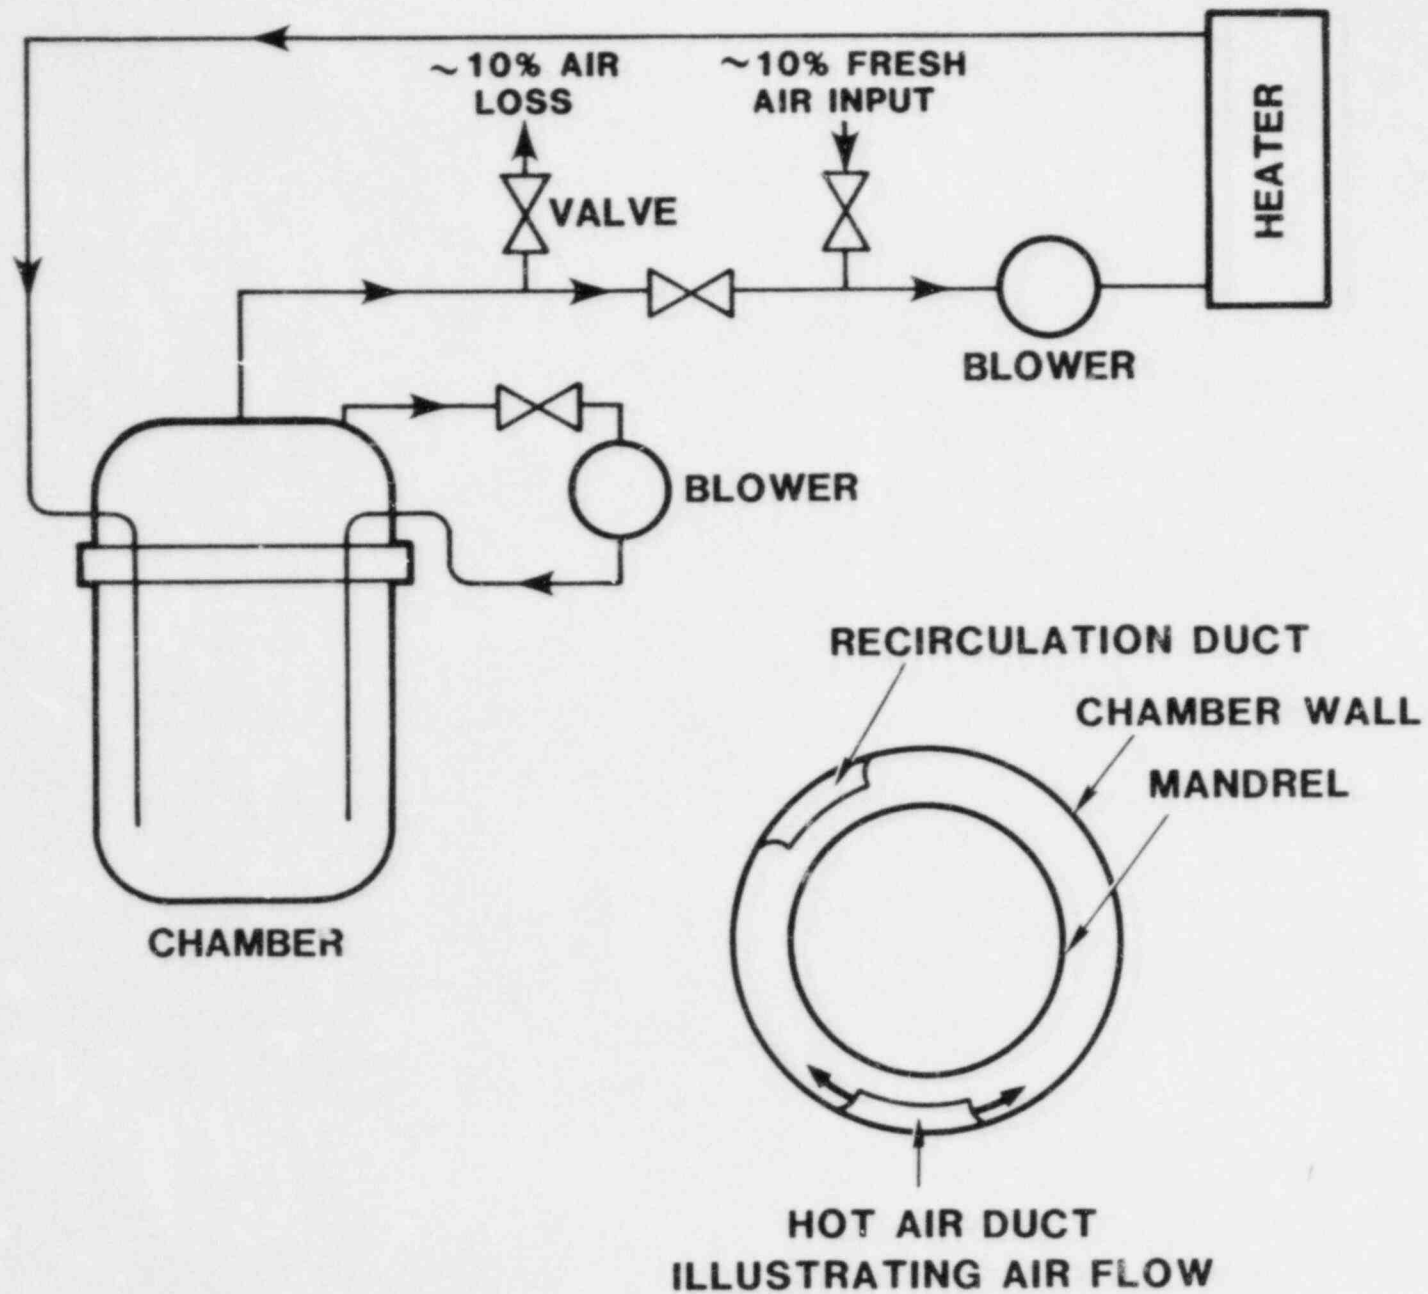 ~10% AIR
LOSS
~10% FRESH
AIR INPUT
HEATER
VALVE
BLOWER
BLOWER
CHAMBER
RECIRCULATION DUCT
CHAMBER WALL
MANDREL
HOT AIR DUCT
ILLUSTRATING AIR FLOW